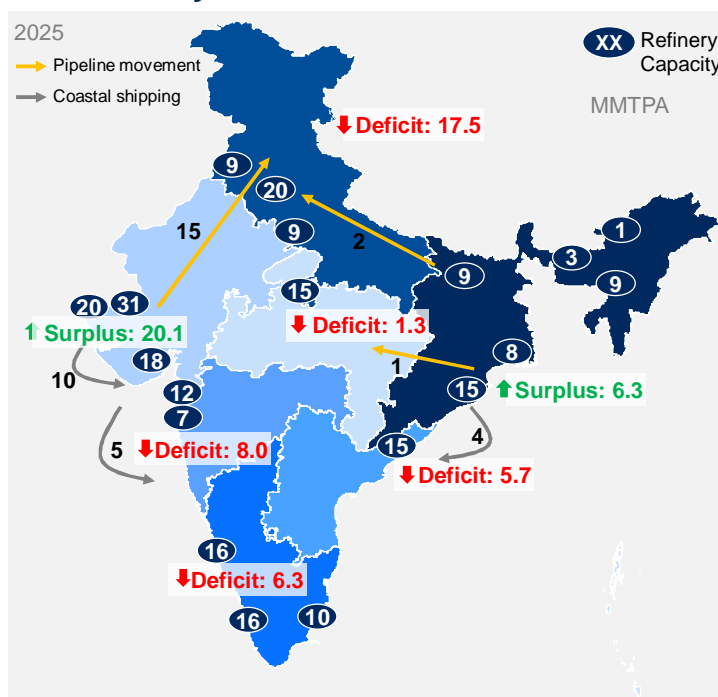 2025
Pipeline movement
Coastal shipping
XX Refinery Capacity
MMTPA
Deficit: 17.5
9
20
9
15
2
1
3
9
9
15
20
31
Deficit: 1.3
Surplus: 20.1
18
8
10
1
12
15
Surplus: 6.3
7
5
Deficit: 8.0
15
4
Deficit: 5.7
16
Deficit: 6.3
16
10